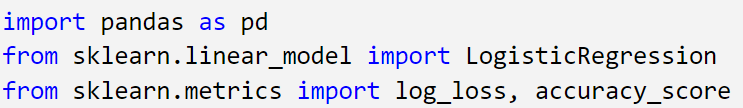 import pandas as pd
from sklearn.linear_model import LogisticRegression
from sklearn.metrics import log_loss, accuracy_score